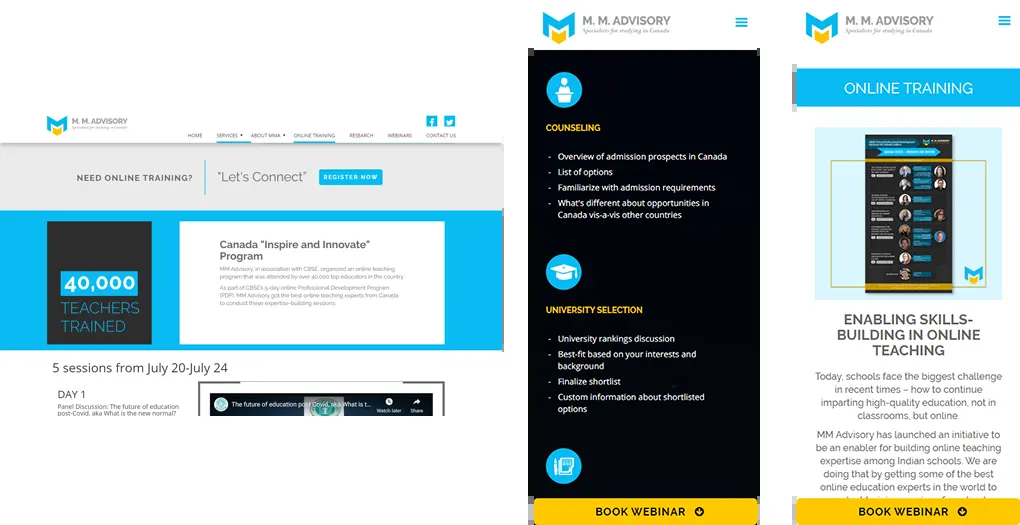 M. M. ADVISORY
Specialists for studying in Canada
HOME SERVICES ABOUT MMA ONLINE TRAINING RESEARCH WEBINARS CONTACT US
NEED ONLINE TRAINING?
"Let's Connect"
REGISTER NOW
40,000
TEACHERS
TRAINED
Canada "Inspire and Innovate"
Program
MM Advisory, in association with CBSE, organized an online teaching
program that was attended by over 40,000 top educators in the country.
As part of CBSE's 5-day online Professional Development Program
(PDP), MM Advisory got the best online teaching experts from Canada
to conduct these expertise-building sessions.
5 sessions from July 20-July 24
DAY 1
Panel Discussion: The future of education
post-Covid, aka What is the new normal?
The future of education post Covid, aka What is t...
Watch later
Share
M. M. ADVISORY
Specialists for studying in Canada
COUNSELING
- Overview of admission prospects in Canada
- List of options
- Familiarize with admission requirements
- What's different about opportunities in
Canada vis-a-vis other countries
UNIVERSITY SELECTION
- University rankings discussion
- Best-fit based on your interests and
background
- Finalize shortlist
- Custom information about shortlisted
options
BOOK WEBINAR
M. M. ADVISORY
Specialists for studying in Canada
ONLINE TRAINING
ENABLING SKILLS-
BUILDING IN ONLINE
TEACHING
Today, schools face the biggest challenge
in recent times – how to continue
imparting high-quality education, not in
classrooms, but online.
MM Advisory has launched an initiative to
be an enabler for building online teaching
expertise among Indian schools. We are
doing that by getting some of the best
online education experts in the world to
BOOK WEBINAR